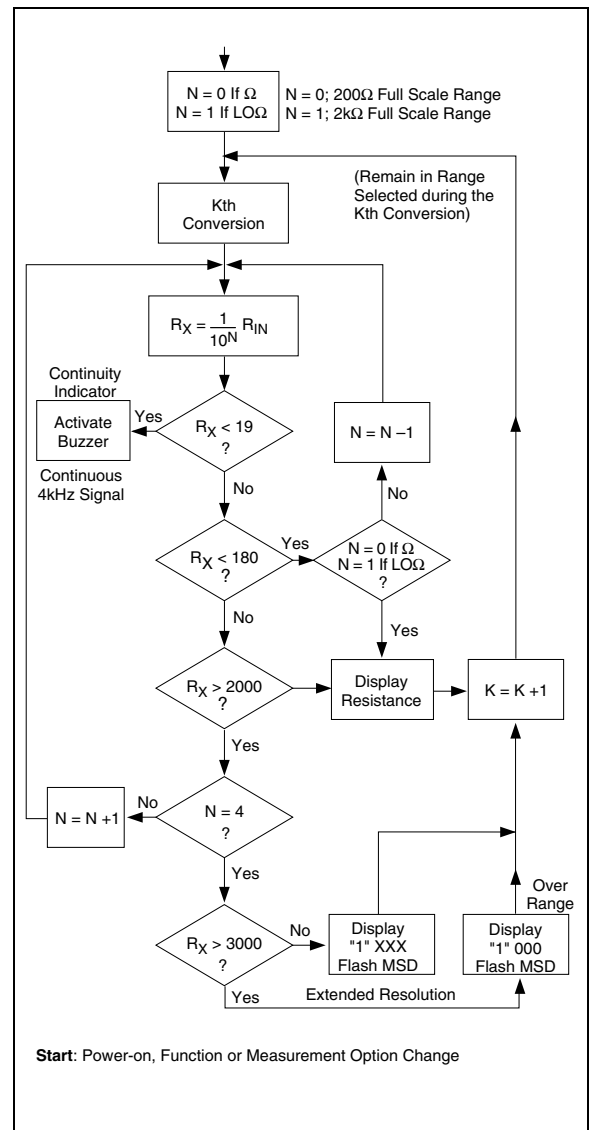 N = 0 If Ω
N = 1 If LOΩ
N = 0; 200Ω Full Scale Range
N = 1; 2kΩ Full Scale Range
(Remain in Range
Selected during the
Kth Conversion)
Kth
Conversion
R_X = 1/10^N R_IN
Continuity
Indicator
Activate
Buzzer
Continuous
4kHz Signal
Yes
R_X < 19
?
No
N = N –1
No
R_X < 180
?
Yes
N = 0 If Ω
N = 1 If LOΩ
?
No
Yes
R_X > 2000
?
Display
Resistance
K = K +1
Yes
N = N +1
No
N = 4
?
Yes
Over
Range
R_X > 3000
?
No
Display
"1" XXX
Flash MSD
Display
"1" 000
Flash MSD
Yes
Extended Resolution
Start: Power-on, Function or Measurement Option Change